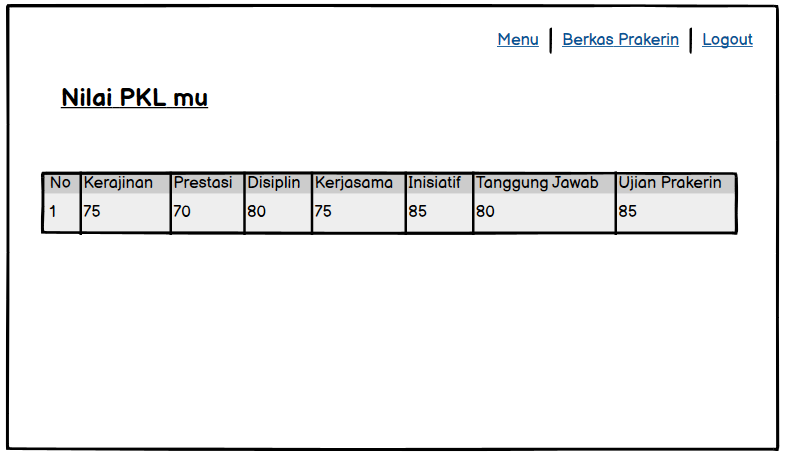 Menu | Berkas Prakerin | Logout
Nilai PKL mu
No Kerajinan Prestasi Disiplin Kerjasama Inisiatif Tanggung Jawab Ujian Prakerin
1 75 70 80 75 85 80 85